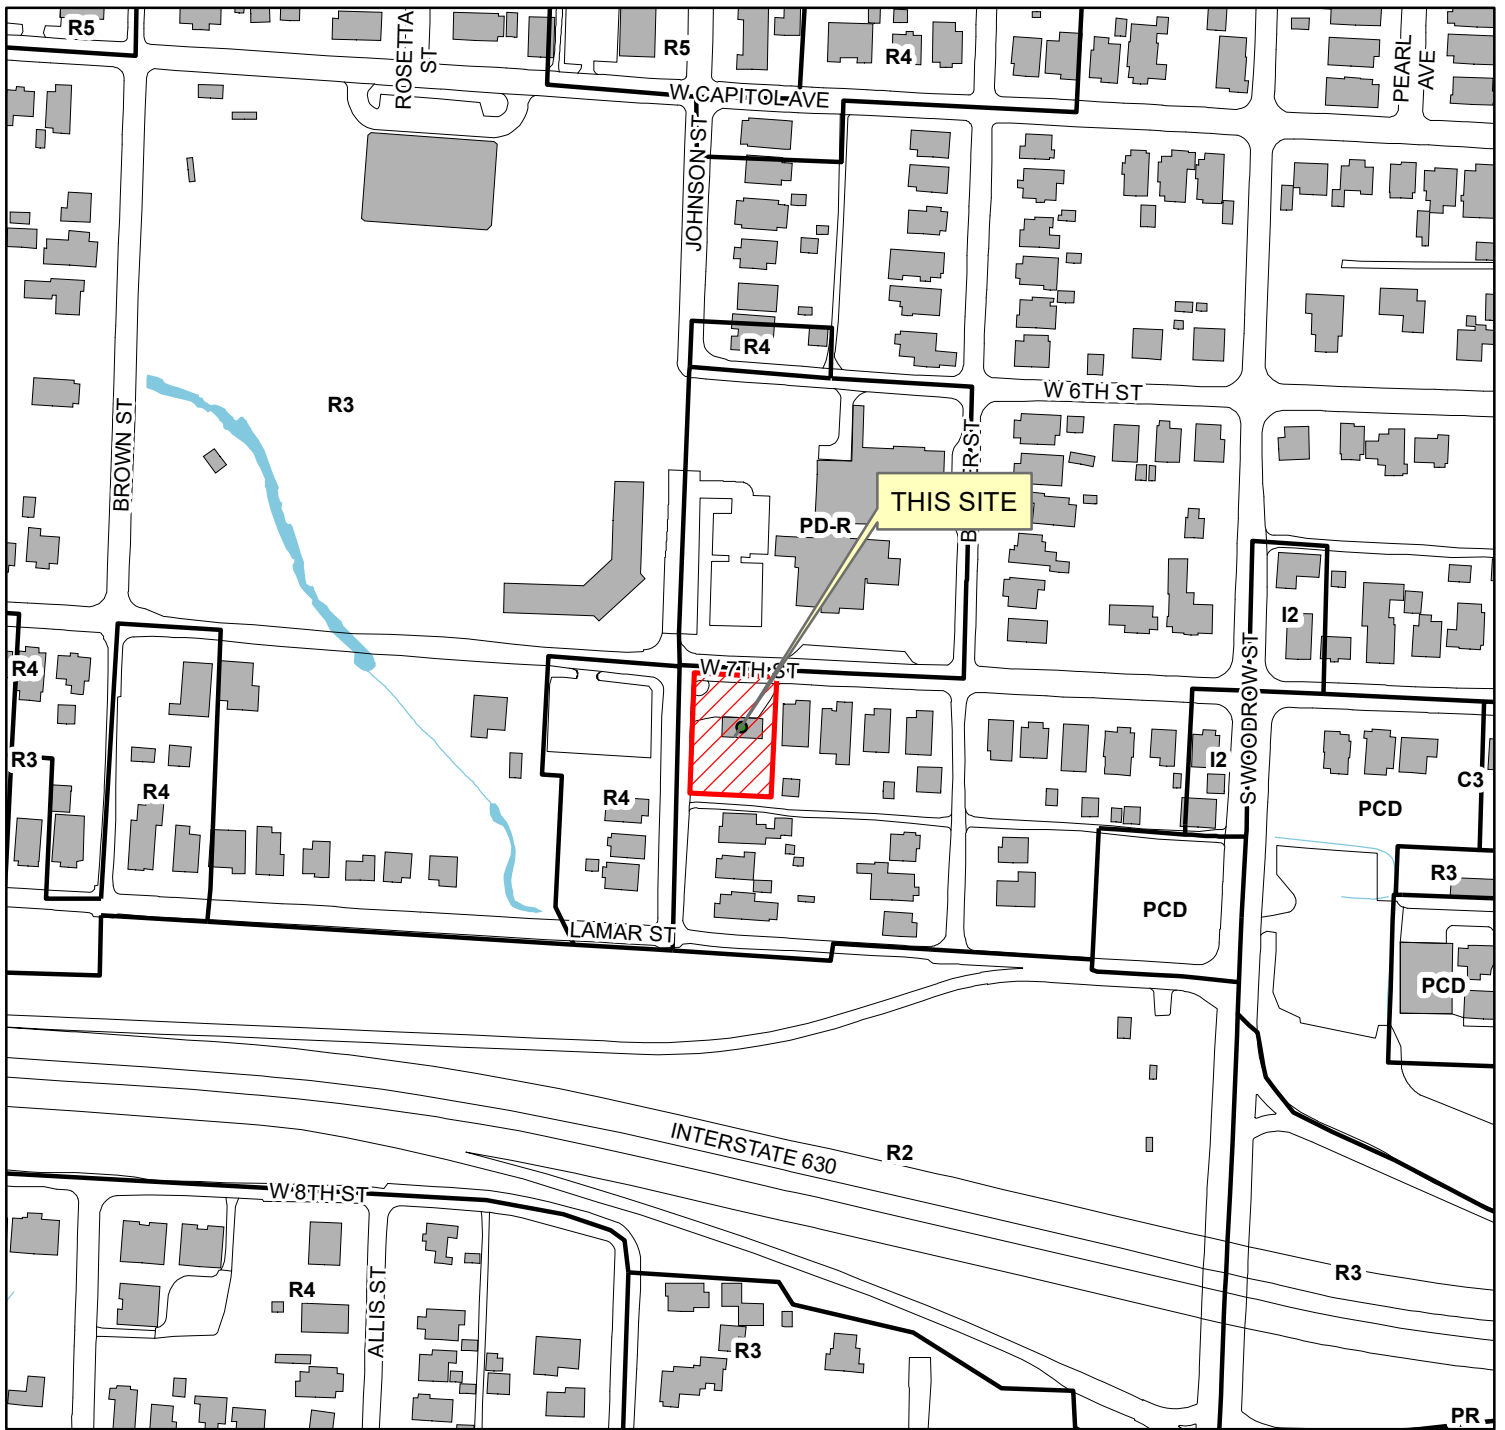 R5
ROSETTA
ST
R5
R4
PEARL
AVE
W CAPITOL AVE
JOHNSON ST
R4
W 6TH ST
R3
BROWN ST
ER ST
THIS SITE
PD-R
B
I2
R4
W 7TH ST
S WOODROW ST
R3
R4
R4
I2
PCD
C3
R3
PCD
LAMAR ST
PCD
INTERSTATE 630
R2
W 8TH ST
R3
R4
ALLIS ST
R3
PR